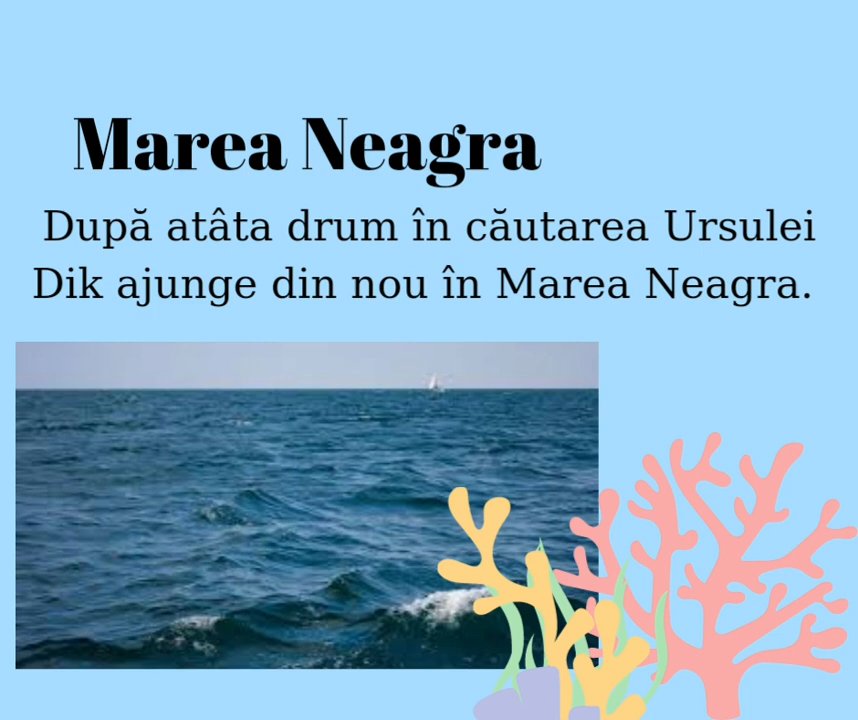 Marea Neagra
După atâta drum în căutarea Ursulei
Dik ajunge din nou în Marea Neagra.